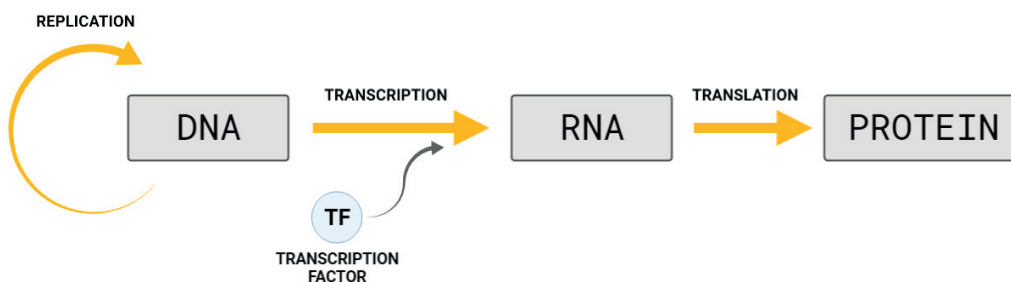 REPLICATION
TRANSCRIPTION
TRANSLATION
DNA
RNA
PROTEIN
TF
TRANSCRIPTION
FACTOR